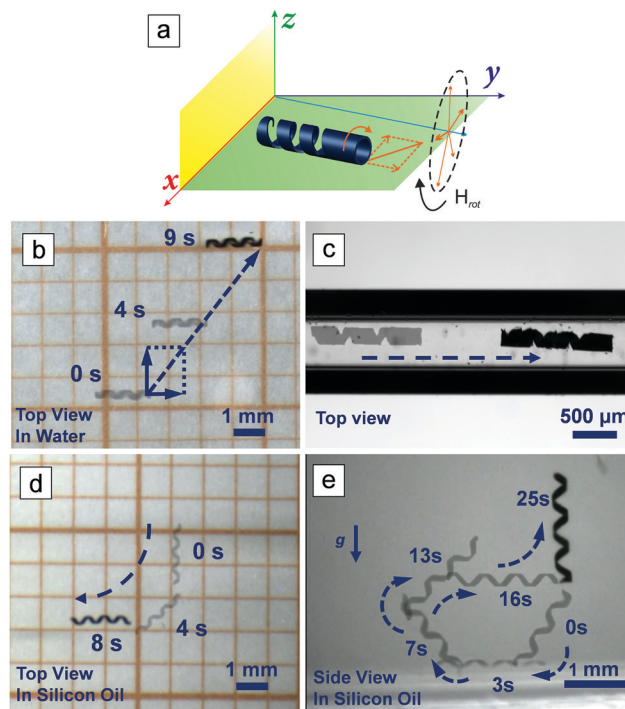 a
z
y
x
H_rot
b
9 s
4 s
0 s
Top View
In Water
1 mm
c
Top view
500 µm
d
0 s
4 s
8 s
Top View
In Silicon Oil
1 mm
e
g
25s
13s
16s
0s
7s
3s
Side View
In Silicon Oil
1 mm